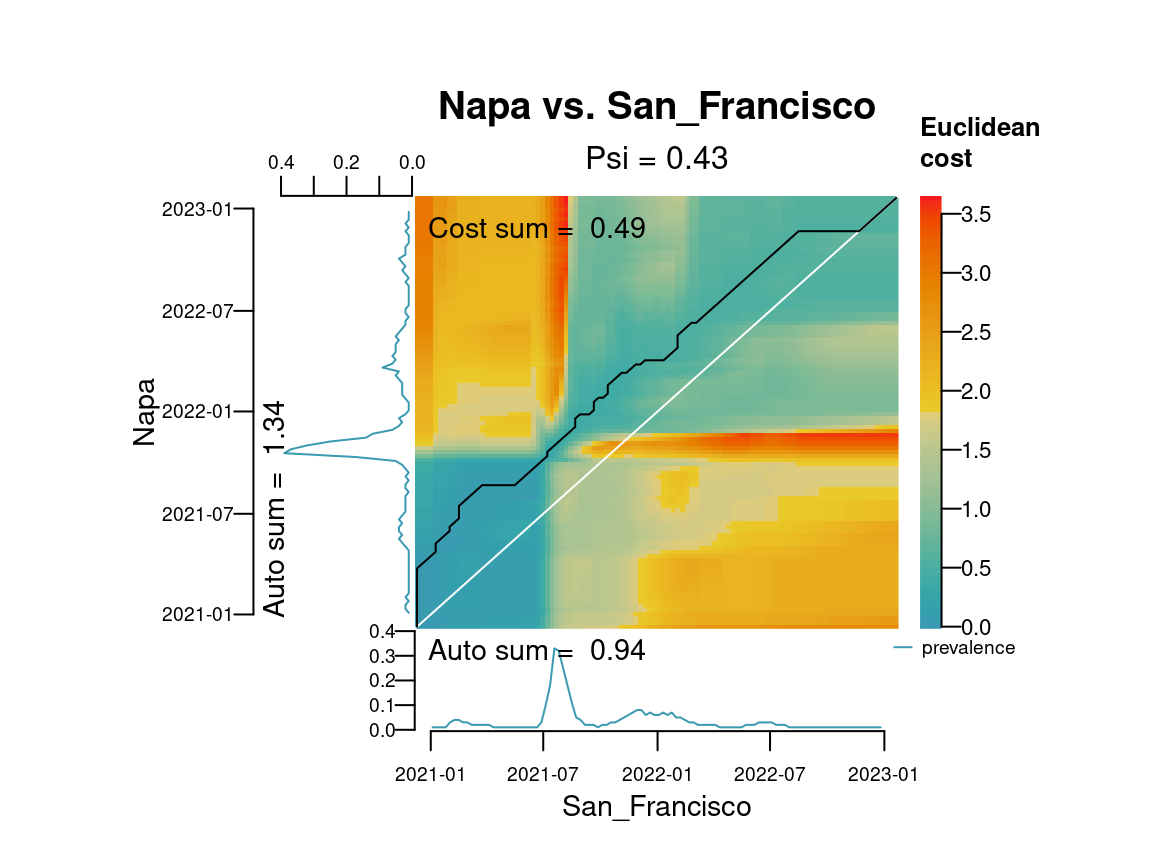 Napa vs. San_Francisco
Psi = 0.43
Euclidean
cost
0.4 0.2 0.0
Cost sum = 0.49
3.5
3.0
2.5
2.0
1.5
1.0
0.5
0.0
prevalence
Napa
2023-01
2022-07
2022-01
2021-07
2021-01
Auto sum = 1.34
0.4
0.3
0.2
0.1
0.0
Auto sum = 0.94
2021-01 2021-07 2022-01 2022-07 2023-01
San_Francisco